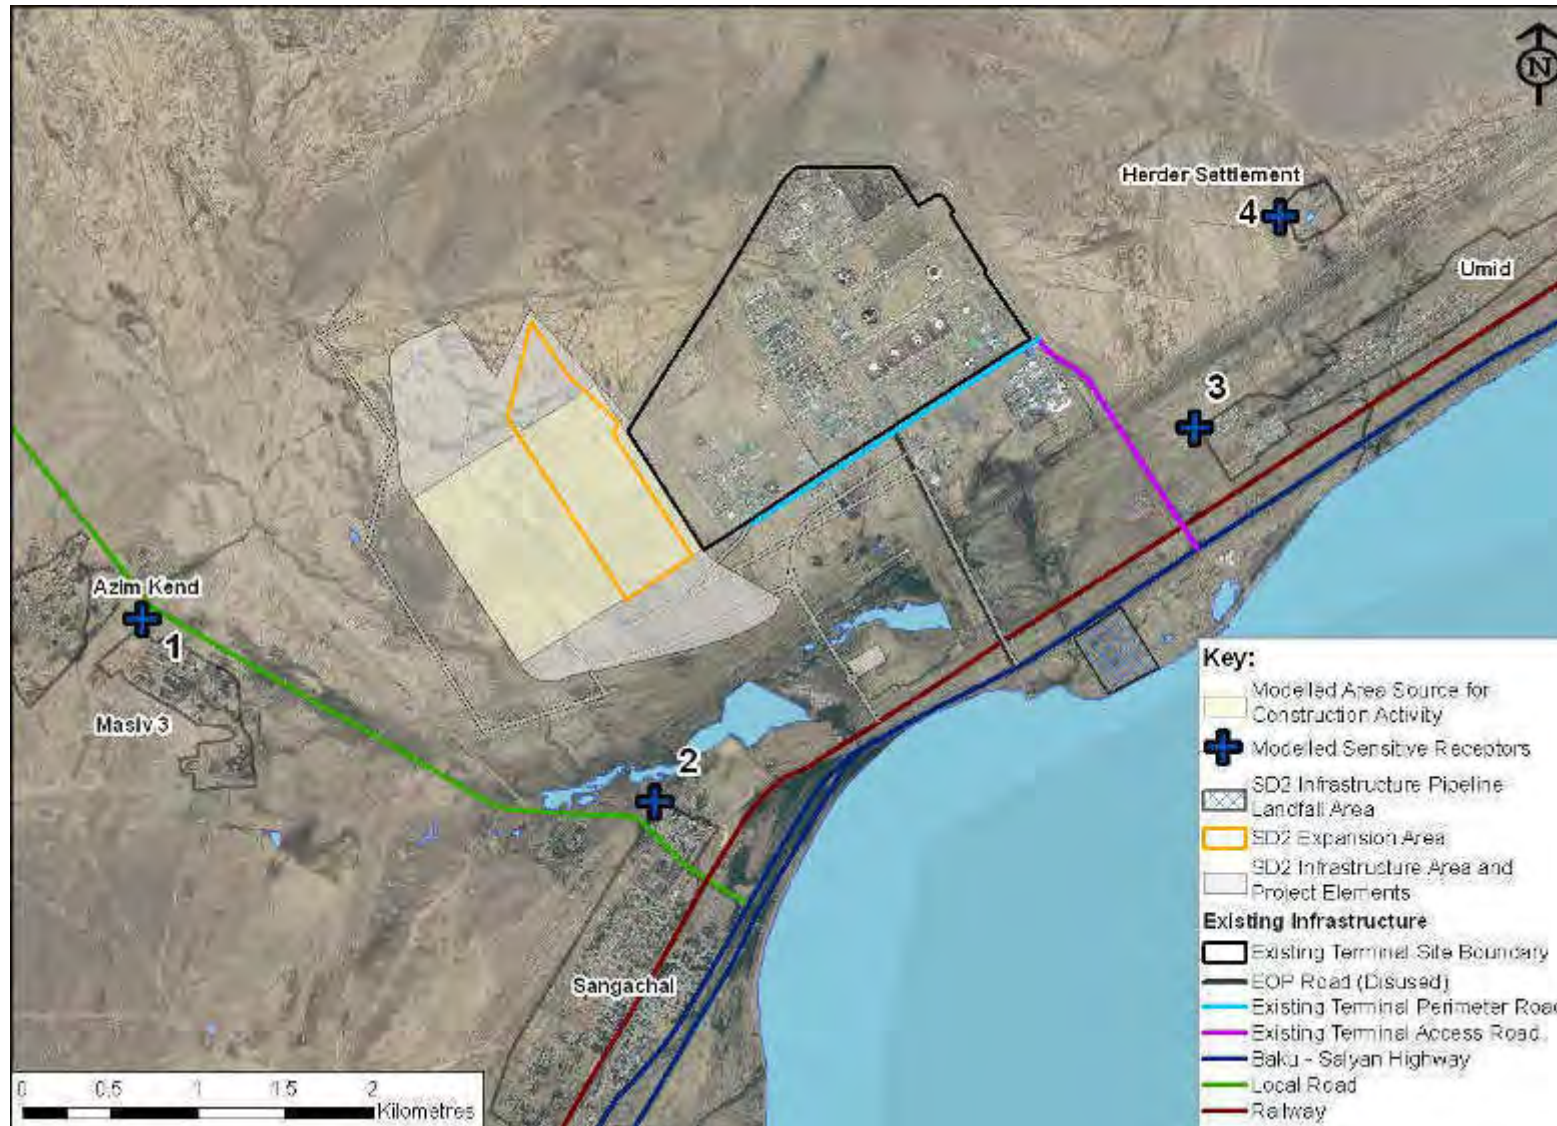 N
Herder Settlement
4
Umid
3
Azim Kend
1
Masiv 3
2
Sangachal
Key:
Modelled Area Source for
Construction Activity
Modelled Sensitive Receptors
SD2 Infrastructure Pipeline
Landfall Area
SD2 Expansion Area
SD2 Infrastructure Area and
Project Elements
Existing Infrastructure
Existing Terminal Site Boundary
EOP Road (Disused)
Existing Terminal Perimeter Road
Existing Terminal Access Road
Baku - Salyan Highway
Local Road
Railway
0 0.5 1 1.5 2
Kilometres